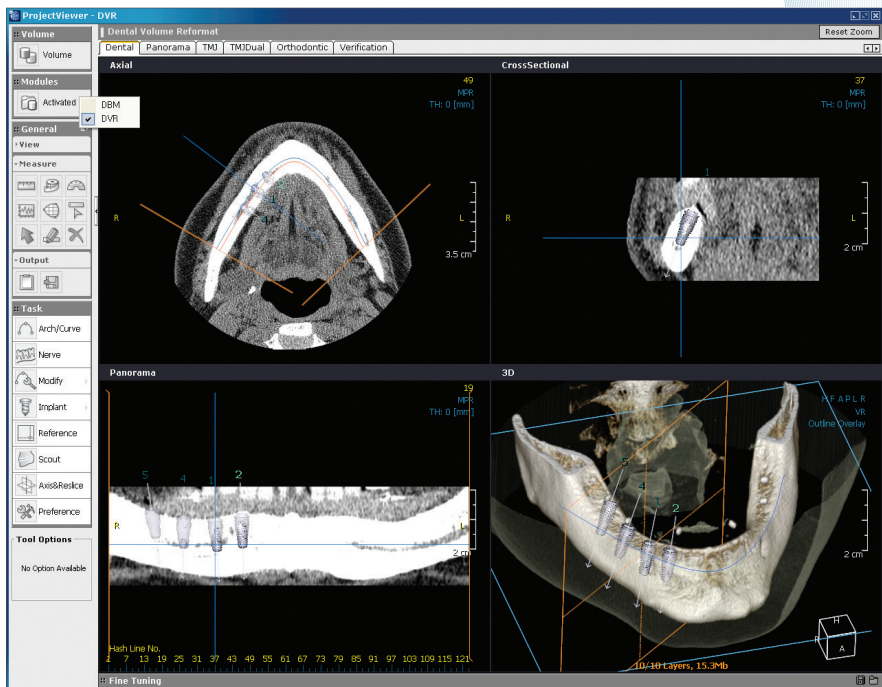 ProjectViewer - DVR
Volume
Volume
Modules
Activated
DBM
DVR
General
View
Measure
Output
Task
Arch/Curve
Nerve
Modify
Implant
Reference
Scout
Axis&Reslice
Preference
Tool Options
No Option Available
Dental Volume Reformat
Reset Zoom
Dental
Panorama
TMJ
TMJDual
Orthodontic
Verification
Axial
49
MPR
TH: 0 [mm]
R
L
1
3.5 cm
CrossSectional
37
MPR
TH: 0 [mm]
1
R
L
2 cm
Panorama
19
MPR
TH: 0 [mm]
5
4
1
2
R
L
2 cm
Hash Line No.
1 7 13 19 25 31 37 43 49 55 61 67 73 79 85 91 97 103 109 115 121
3D
H F A P L R
VR
Outline Overlay
5
4
1
2
2 cm
H
R
A
10/10 Layers, 15.3Mb
Fine Tuning